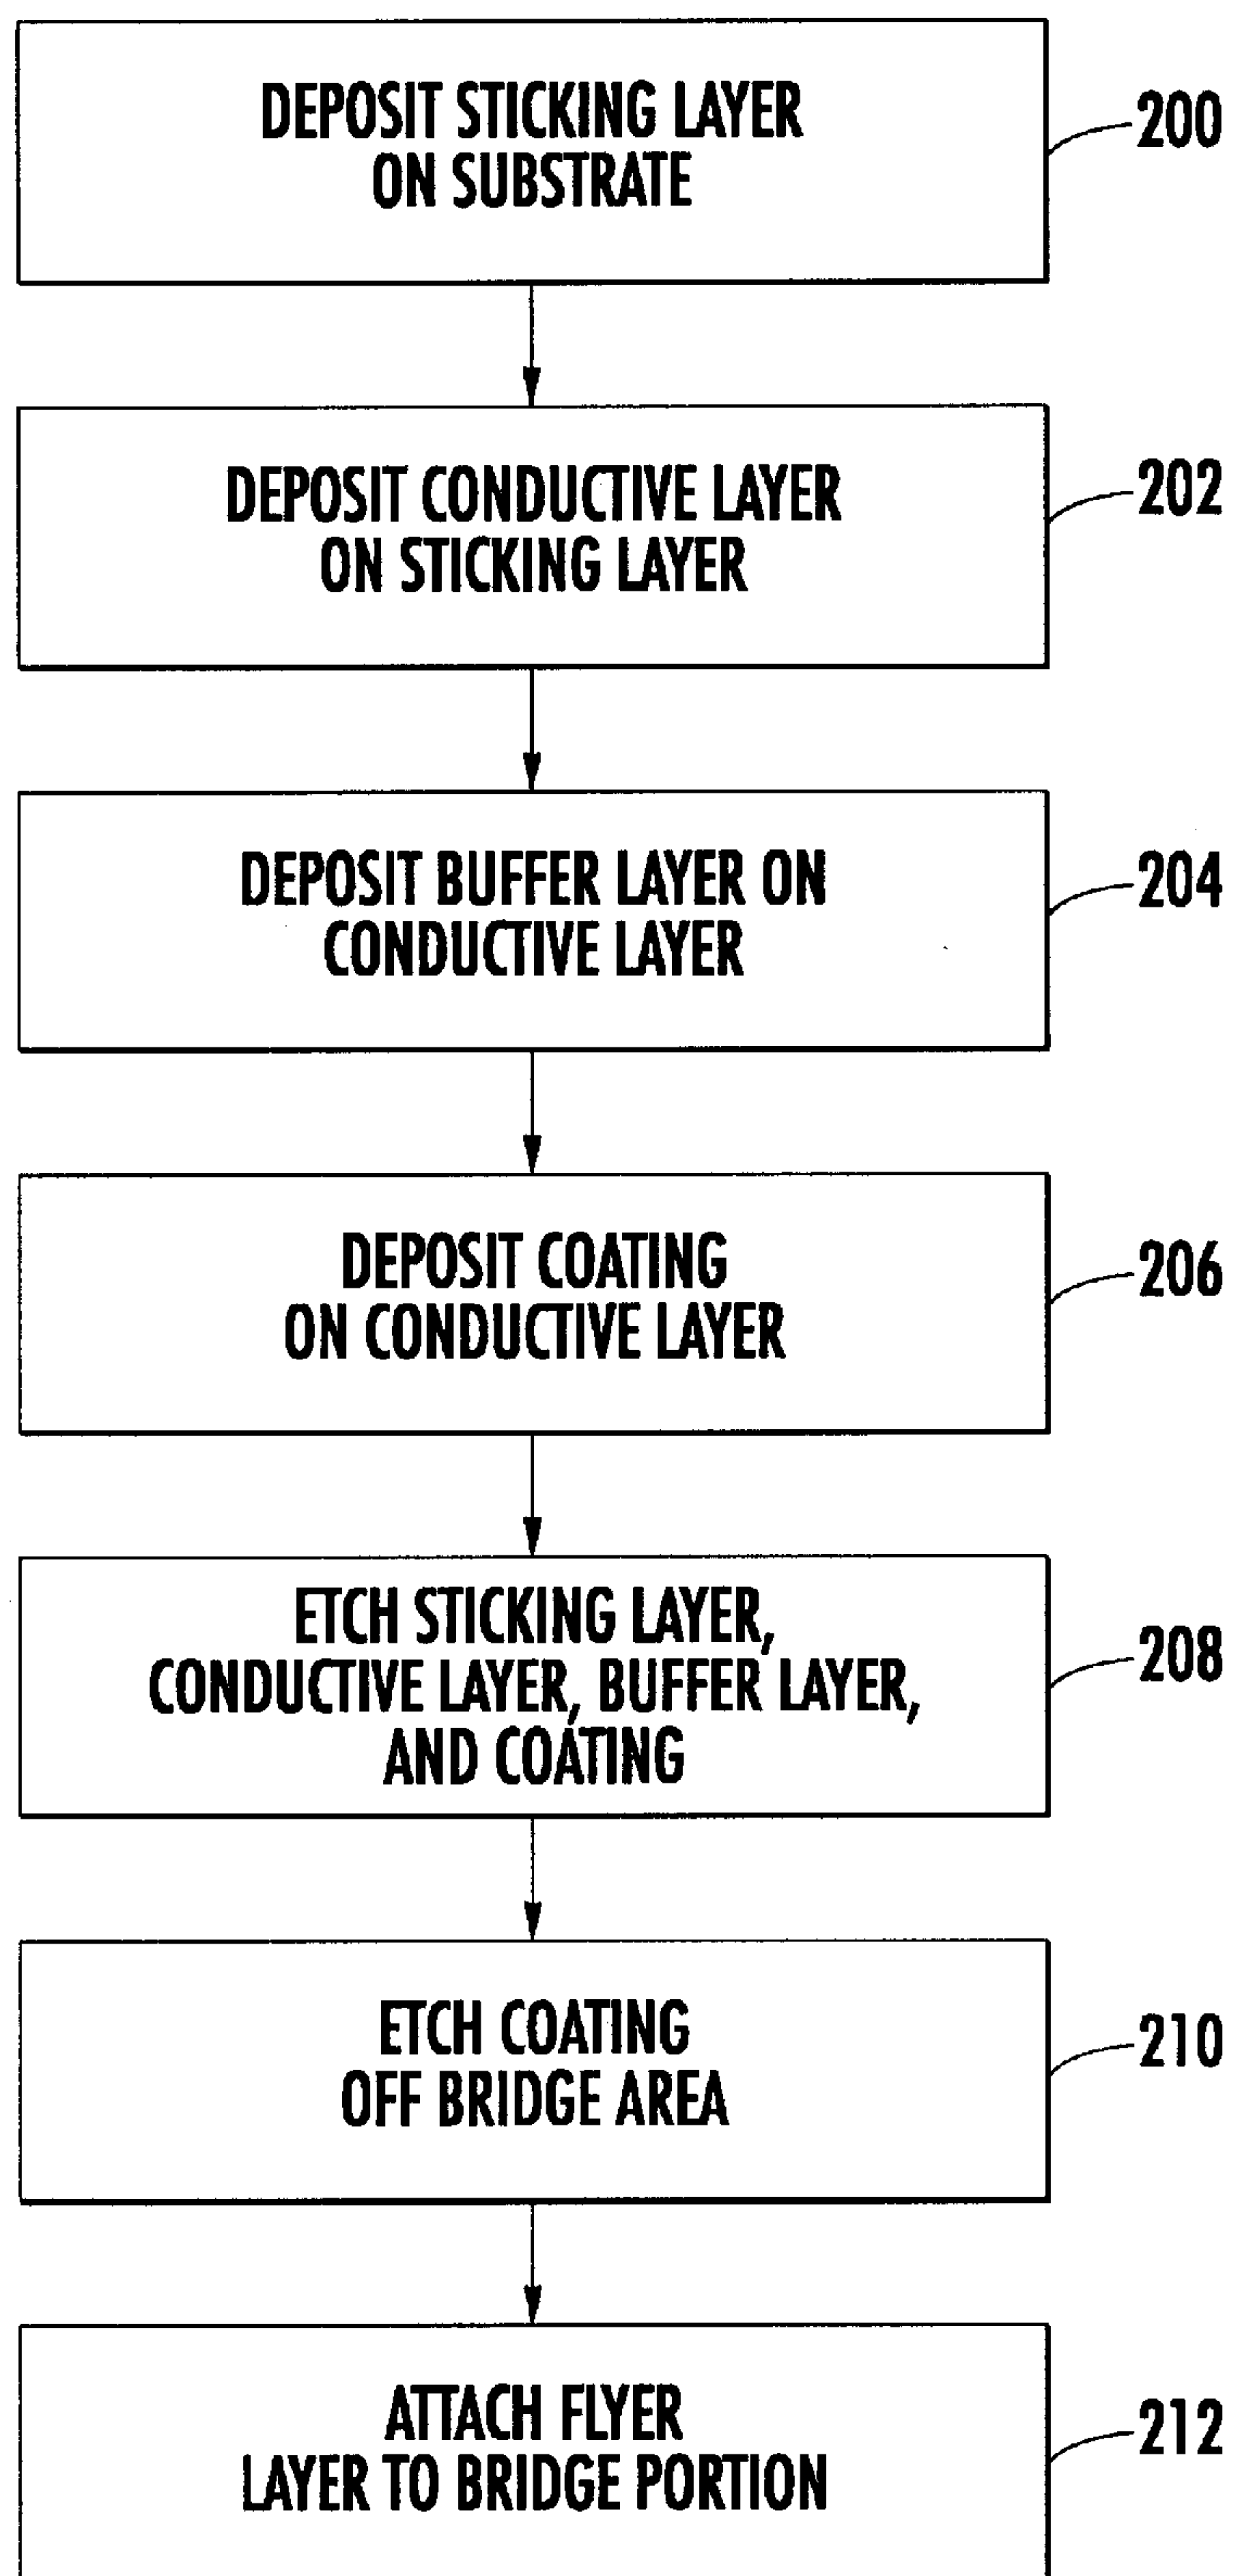 DEPOSIT STICKING LAYER
ON SUBSTRATE
200
DEPOSIT CONDUCTIVE LAYER
ON STICKING LAYER
202
DEPOSIT BUFFER LAYER ON
CONDUCTIVE LAYER
204
DEPOSIT COATING
ON CONDUCTIVE LAYER
206
ETCH STICKING LAYER,
CONDUCTIVE LAYER, BUFFER LAYER,
AND COATING
208
ETCH COATING
OFF BRIDGE AREA
210
ATTACH FLYER
LAYER TO BRIDGE PORTION
212